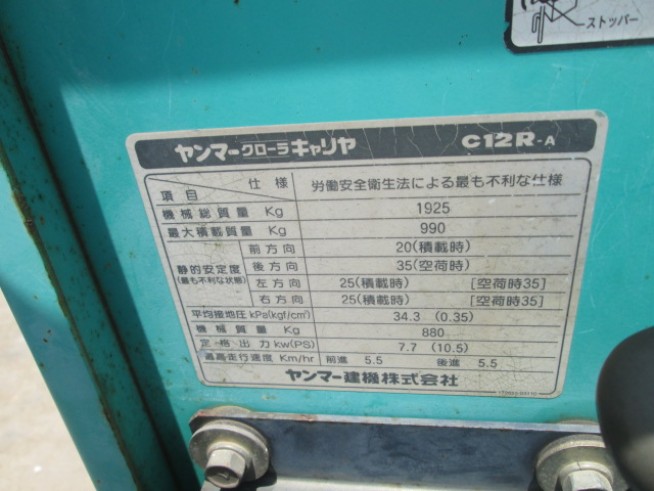 ストッパー
ヤンマークローラキャリヤ C12R-A
仕様 労働安全衛生法による最も不利な仕様
項目
機械総質量 Kg 1925
最大積載質量 Kg 990
前方向 20(積載時)
静的安定度 後方向 35(空荷時)
(最も不利な状態) 左方向 25(積載時) [空荷時35]
右方向 25(積載時) [空荷時35]
平均接地圧 kPa(kgf/cm²) 34.3 (0.35)
機械質量 Kg 880
定格出力 kw(PS) 7.7 (10.5)
最高走行速度 Km/hr 前進 5.5 後進 5.5
ヤンマー建機株式会社